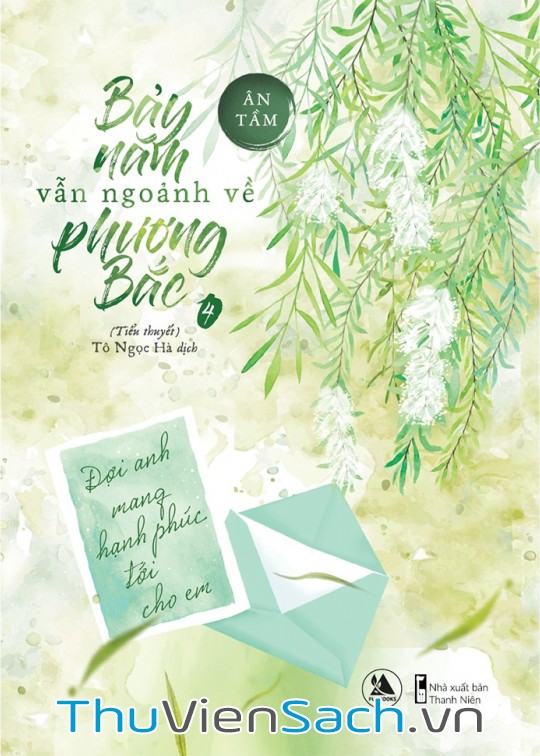 ÂN
TẦM
Bảy
năm
vẫn ngoảnh về
phương
Bắc
4
(Tiểu thuyết)
Tô Ngọc Hà dịch
Đợi anh
mang
hạnh phúc
tới
cho em
Nhà xuất bản
Thanh Niên
ThuVienSach.vn